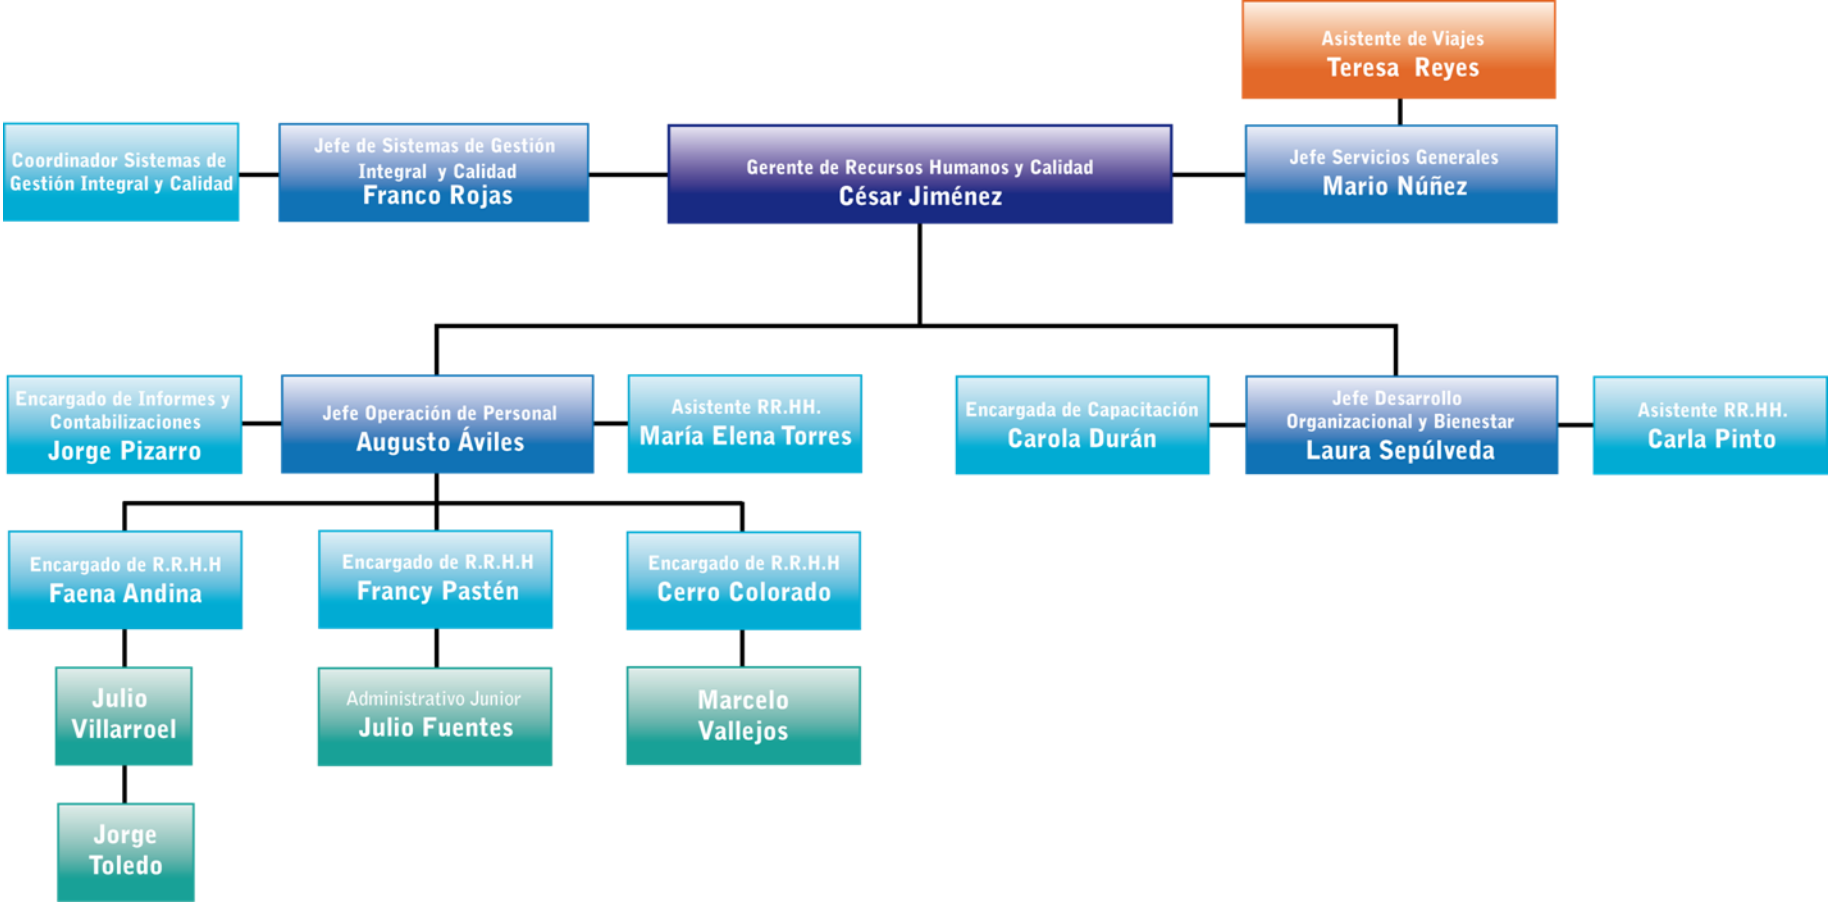 Asistente de Viajes
Teresa Reyes
Coordinador Sistemas de
Gestión Integral y Calidad
Jefe de Sistemas de Gestión
Integral y Calidad
Franco Rojas
Gerente de Recursos Humanos y Calidad
César Jiménez
Jefe Servicios Generales
Mario Núñez
Encargado de Informes y
Contabilizaciones
Jorge Pizarro
Jefe Operación de Personal
Augusto Áviles
Asistente RR.HH.
María Elena Torres
Encargada de Capacitación
Carola Durán
Jefe Desarrollo
Organizacional y Bienestar
Laura Sepúlveda
Asistente RR.HH.
Carla Pinto
Encargado de R.R.H.H
Faena Andina
Encargado de R.R.H.H
Francy Pastén
Encargado de R.R.H.H
Cerro Colorado
Julio
Villarroel
Administrativo Junior
Julio Fuentes
Marcelo
Vallejos
Jorge
Toledo